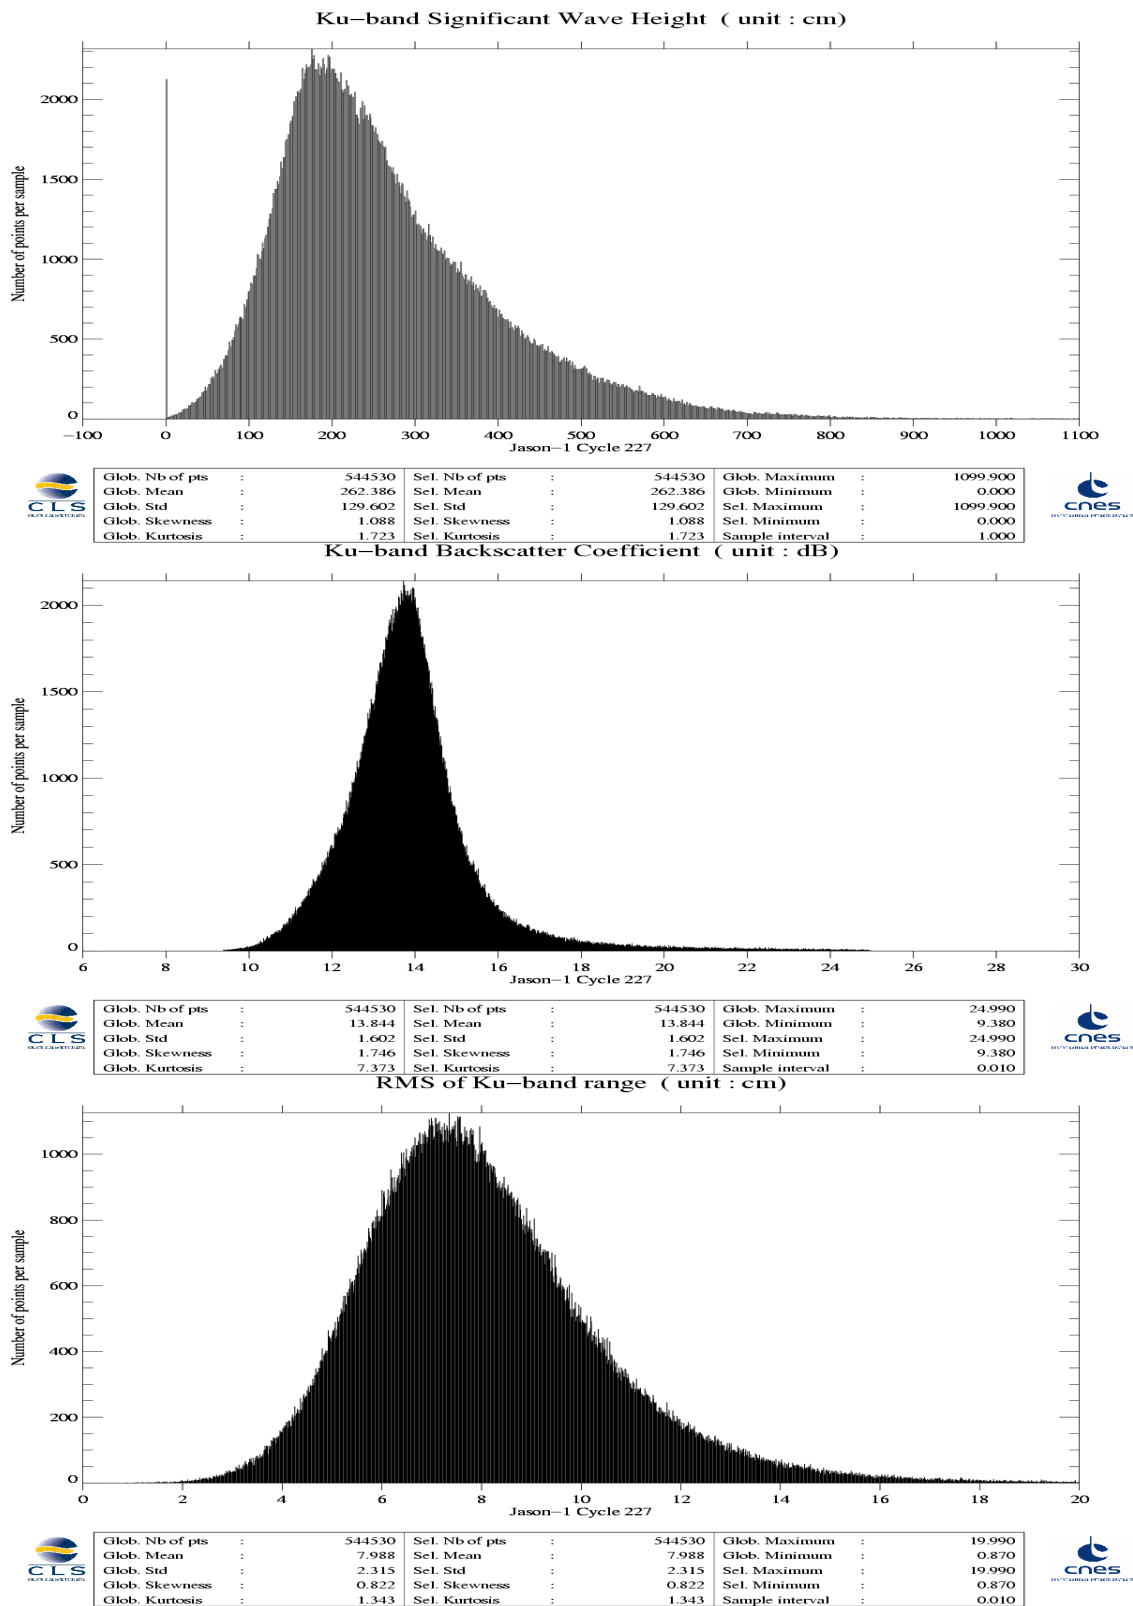 Ku−band Significant Wave Height ( unit : cm)
Number of points per sample
2000
1500
1000
500
0
−100 0 100 200 300 400 500 600 700 800 900 1000 1100
Jason−1 Cycle 227
CLS
Glob. Nb of pts : 544530 Sel. Nb of pts : 544530 Glob. Maximum : 1099.900
Glob. Mean : 262.386 Sel. Mean : 262.386 Glob. Minimum : 0.000
Glob. Std : 129.602 Sel. Std : 129.602 Sel. Maximum : 1099.900
Glob. Skewness : 1.088 Sel. Skewness : 1.088 Sel. Minimum : 0.000
Glob. Kurtosis : 1.723 Sel. Kurtosis : 1.723 Sample interval : 1.000
cnes
Ku−band Backscatter Coefficient ( unit : dB)
Number of points per sample
2000
1500
1000
500
0
6 8 10 12 14 16 18 20 22 24 26 28 30
Jason−1 Cycle 227
CLS
Glob. Nb of pts : 544530 Sel. Nb of pts : 544530 Glob. Maximum : 24.990
Glob. Mean : 13.844 Sel. Mean : 13.844 Glob. Minimum : 9.380
Glob. Std : 1.602 Sel. Std : 1.602 Sel. Maximum : 24.990
Glob. Skewness : 1.746 Sel. Skewness : 1.746 Sel. Minimum : 9.380
Glob. Kurtosis : 7.373 Sel. Kurtosis : 7.373 Sample interval : 0.010
cnes
RMS of Ku−band range ( unit : cm)
Number of points per sample
1000
800
600
400
200
0
0 2 4 6 8 10 12 14 16 18 20
Jason−1 Cycle 227
CLS
Glob. Nb of pts : 544530 Sel. Nb of pts : 544530 Glob. Maximum : 19.990
Glob. Mean : 7.988 Sel. Mean : 7.988 Glob. Minimum : 0.870
Glob. Std : 2.315 Sel. Std : 2.315 Sel. Maximum : 19.990
Glob. Skewness : 0.822 Sel. Skewness : 0.822 Sel. Minimum : 0.870
Glob. Kurtosis : 1.343 Sel. Kurtosis : 1.343 Sample interval : 0.010
cnes